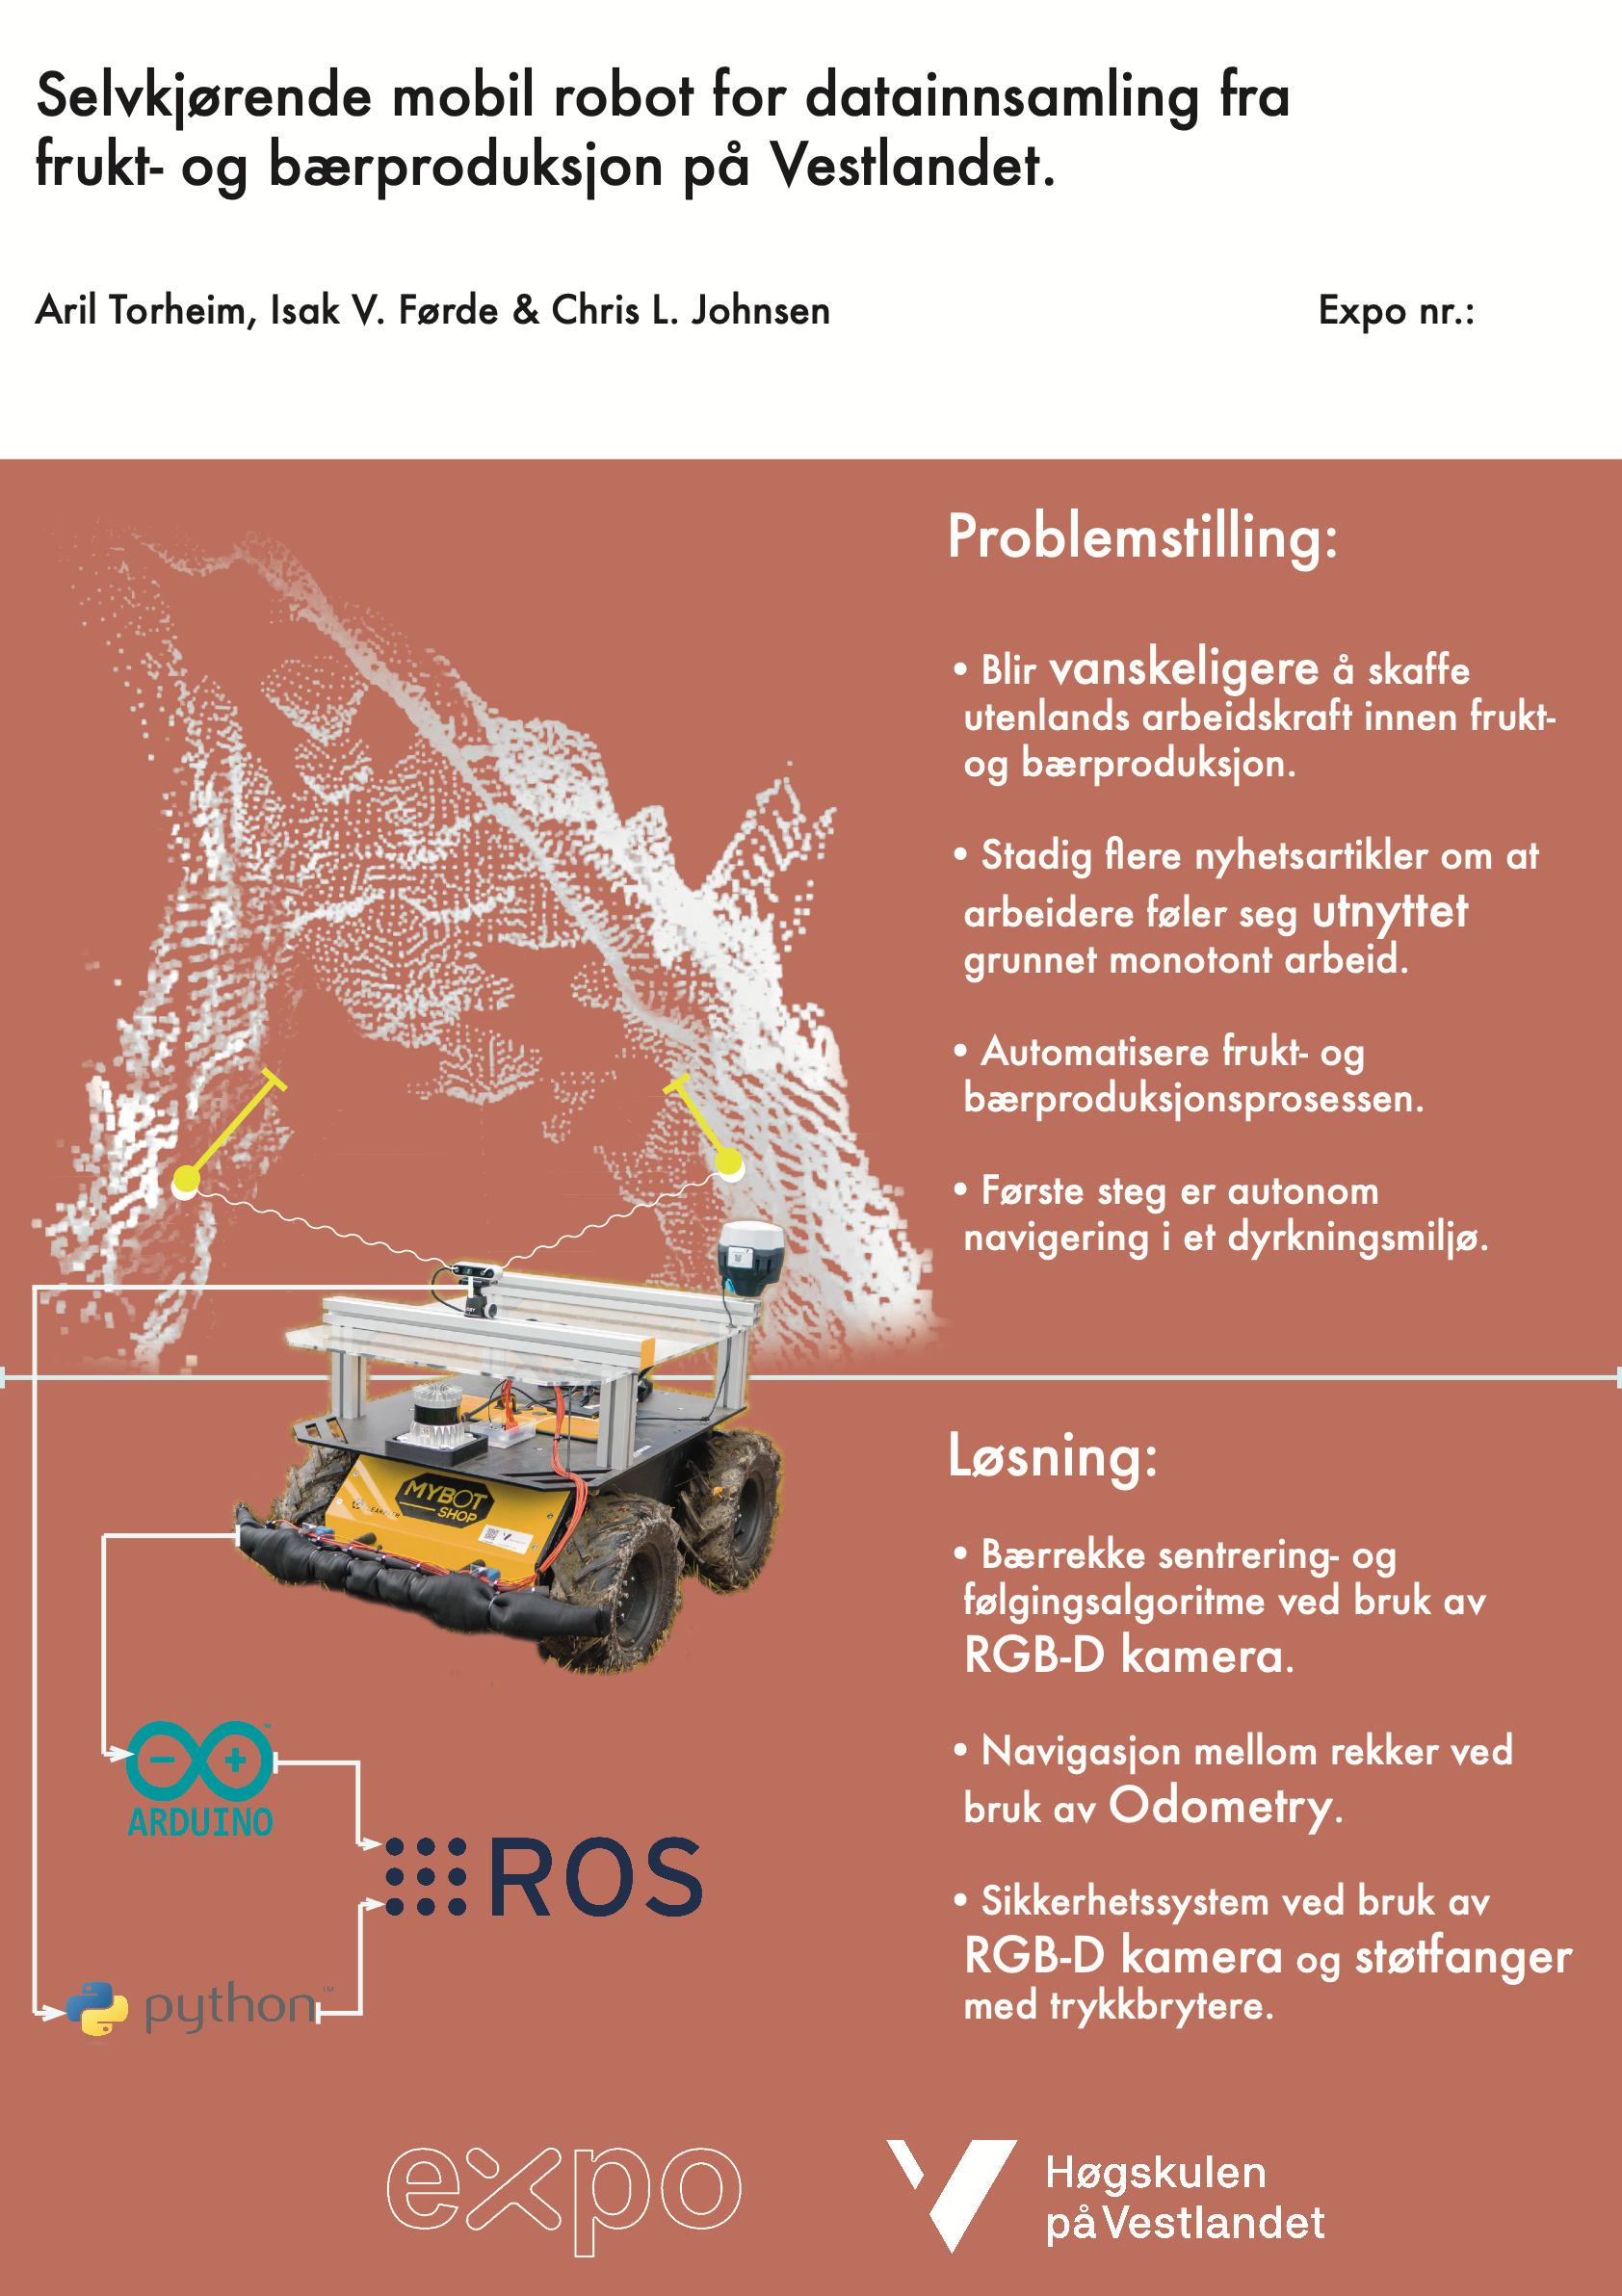 Selvkjørende mobil robot for datainnsamling fra
frukt- og bærproduksjon på Vestlandet.
Aril Torheim, Isak V. Førde & Chris L. Johnsen
Expo nr.:
Problemstilling:
• Blir vanskeligere å skaffe
utenlands arbeidskraft innen frukt-
og bærproduksjon.
• Stadig flere nyhetsartikler om at
arbeidere føler seg utnyttet
grunnet monotont arbeid.
• Automatisere frukt- og
bærproduksjonsprosessen.
• Første steg er autonom
navigering i et dyrkningsmiljø.
MYBOT
SHOP
Løsning:
• Bærrekke sentrering- og
følgingsalgoritme ved bruk av
RGB-D kamera.
• Navigasjon mellom rekker ved
bruk av Odometry.
• Sikkerhetssystem ved bruk av
RGB-D kamera og støtfanger
med trykkbrytere.
ARDUINO
ROS
python™
expo
Høgskulen
på Vestlandet